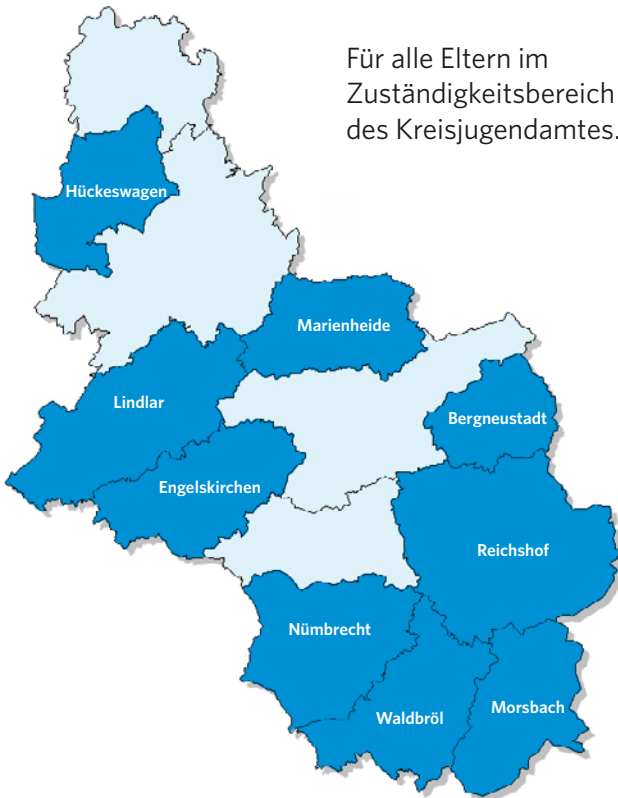 Für alle Eltern im
Zuständigkeitsbereich
des Kreisjugendamtes.
Hückeswagen
Marienheide
Lindlar
Bergneustadt
Engelskirchen
Reichshof
Nümbrecht
Morsbach
Waldbröl